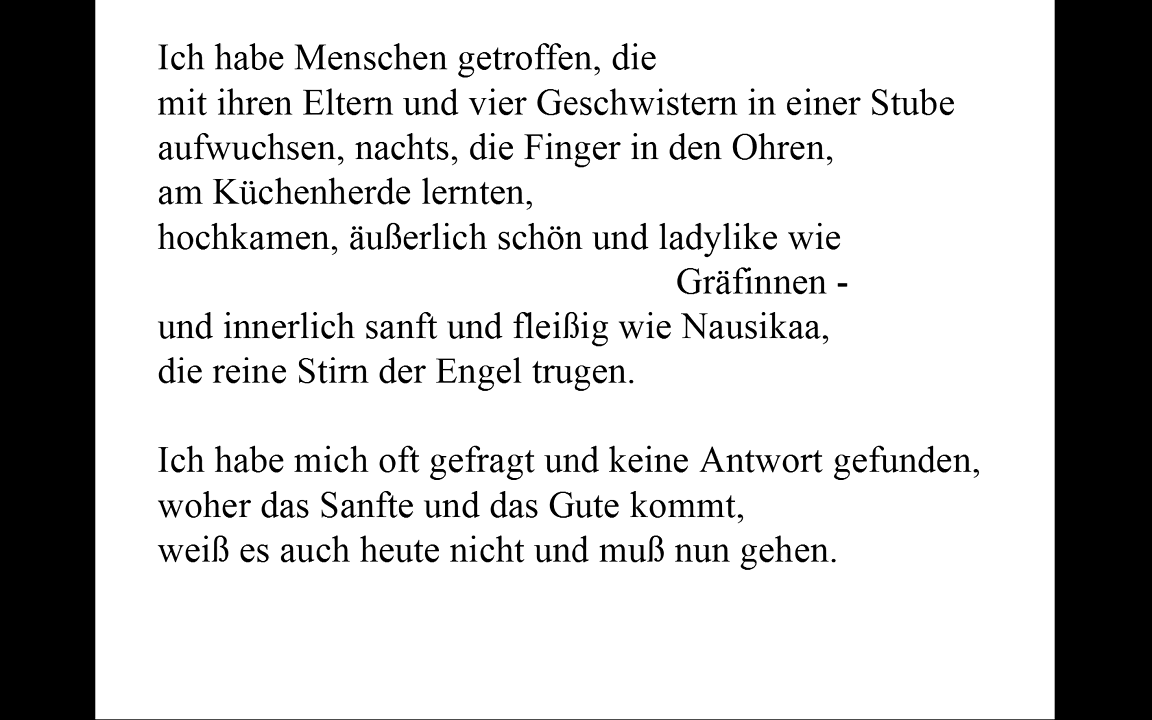 Ich habe Menschen getroffen, die
mit ihren Eltern und vier Geschwistern in einer Stube
aufwuchsen, nachts, die Finger in den Ohren,
am Küchenherde lernten,
hochkamen, äußerlich schön und ladylike wie
Gräfinnen -
und innerlich sanft und fleißig wie Nausikaa,
die reine Stirn der Engel trugen.

Ich habe mich oft gefragt und keine Antwort gefunden,
woher das Sanfte und das Gute kommt,
weiß es auch heute nicht und muß nun gehen.